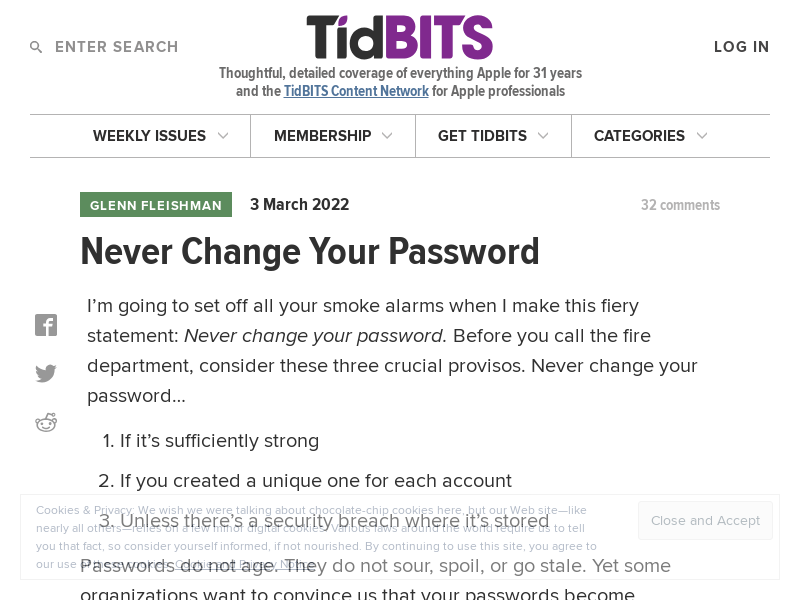 ENTER SEARCH
TidBITS
LOG IN
Thoughtful, detailed coverage of everything Apple for 31 years
and the TidBITS Content Network for Apple professionals
WEEKLY ISSUES
MEMBERSHIP
GET TIDBITS
CATEGORIES
GLENN FLEISHMAN
3 March 2022
32 comments
Never Change Your Password
I'm going to set off all your smoke alarms when I make this fiery
statement: Never change your password. Before you call the fire
department, consider these three crucial provisos. Never change your
password…
1. If it's sufficiently strong
2. If you created a unique one for each account
3. Unless there's a security breach where it's stored
Cookies & Privacy: We wish we were talking about chocolate-chip cookies here, but our Web site—like
nearly all others—relies on a few minor digital cookies. Various laws around the world require us to tell
you that fact, so consider yourself informed, if not nourished. By continuing to use this site, you agree to
our use of these cookies. Cookie and Privacy Notice
Close and Accept
Passwords do not age. They do not sour, spoil, or go stale. Yet some
organizations want to convince us that your passwords become